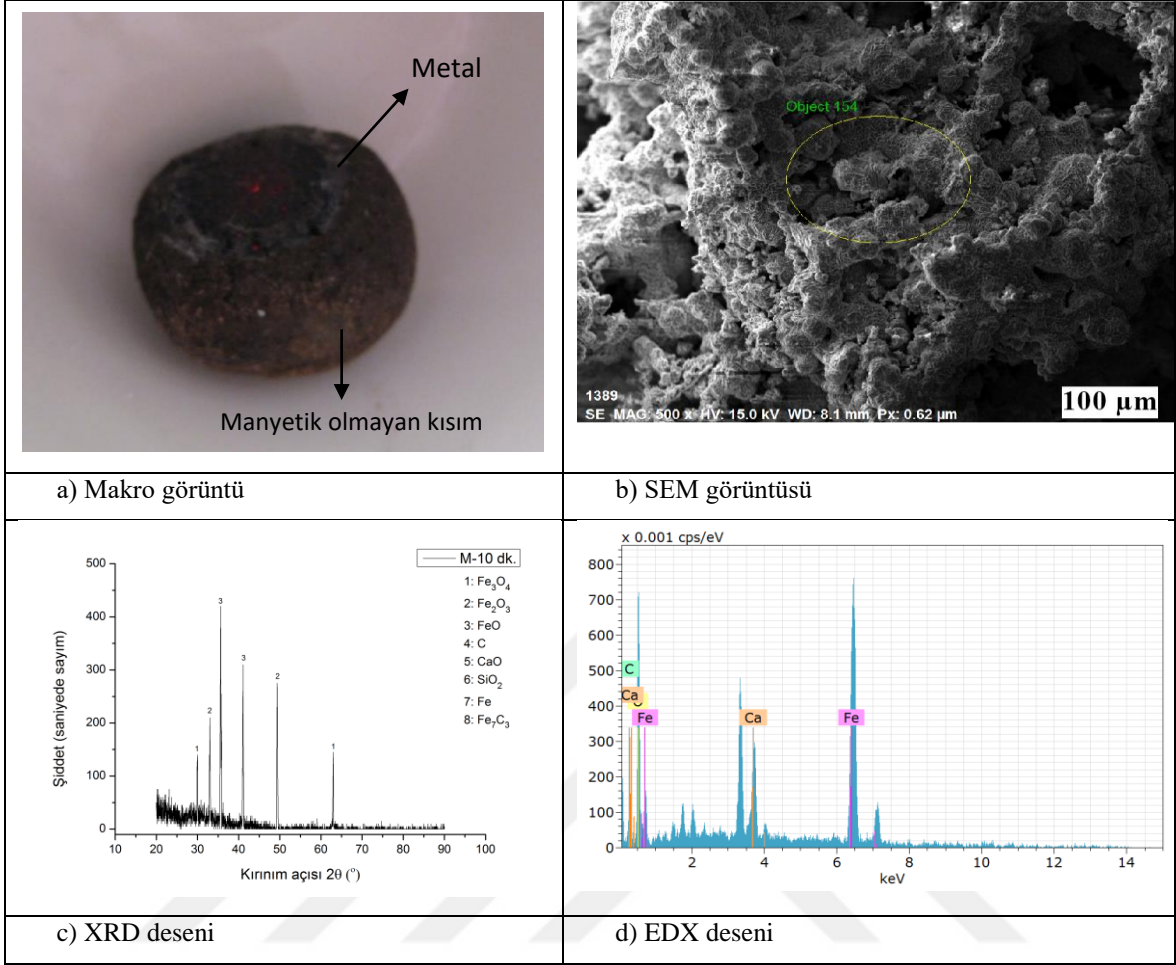 Metal
Manyetik olmayan kısım
Object 154
1389
SE MAG: 500 x HV: 15.0 kV WD: 8.1 mm Px: 0.62 µm
100 µm
a) Makro görüntü
b) SEM görüntüsü
500
400
300
200
100
0
10 20 30 40 50 60 70 80 90 100
Şiddet (saniyede sayım)
Kırınım açısı 2θ (°)
M-10 dk.
1: Fe₃O₄
2: Fe₂O₃
3: FeO
4: C
5: CaO
6: SiO₂
7: Fe
8: Fe₇C₃
1 2 3 3 2 1
x 0.001 cps/eV
800
700
600
500
400
300
200
100
0
C
Ca
Fe
Ca
Fe
2 4 6 8 10 12 14
keV
c) XRD deseni
d) EDX deseni